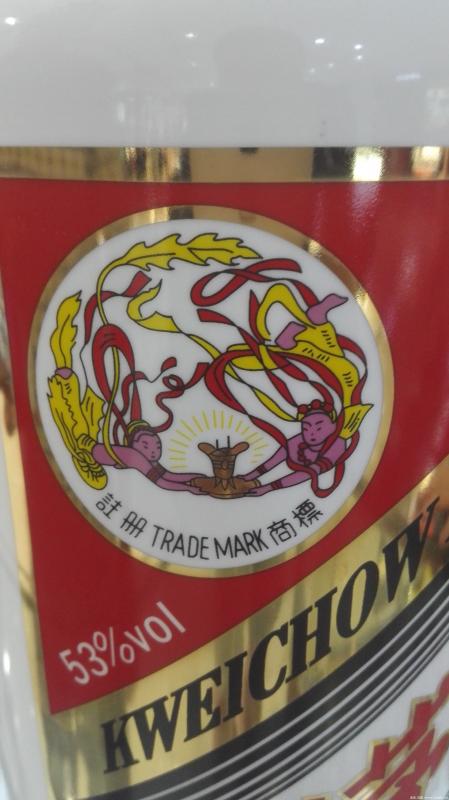 註冊 TRADE MARK 商標
53%vol
KWEICHOW